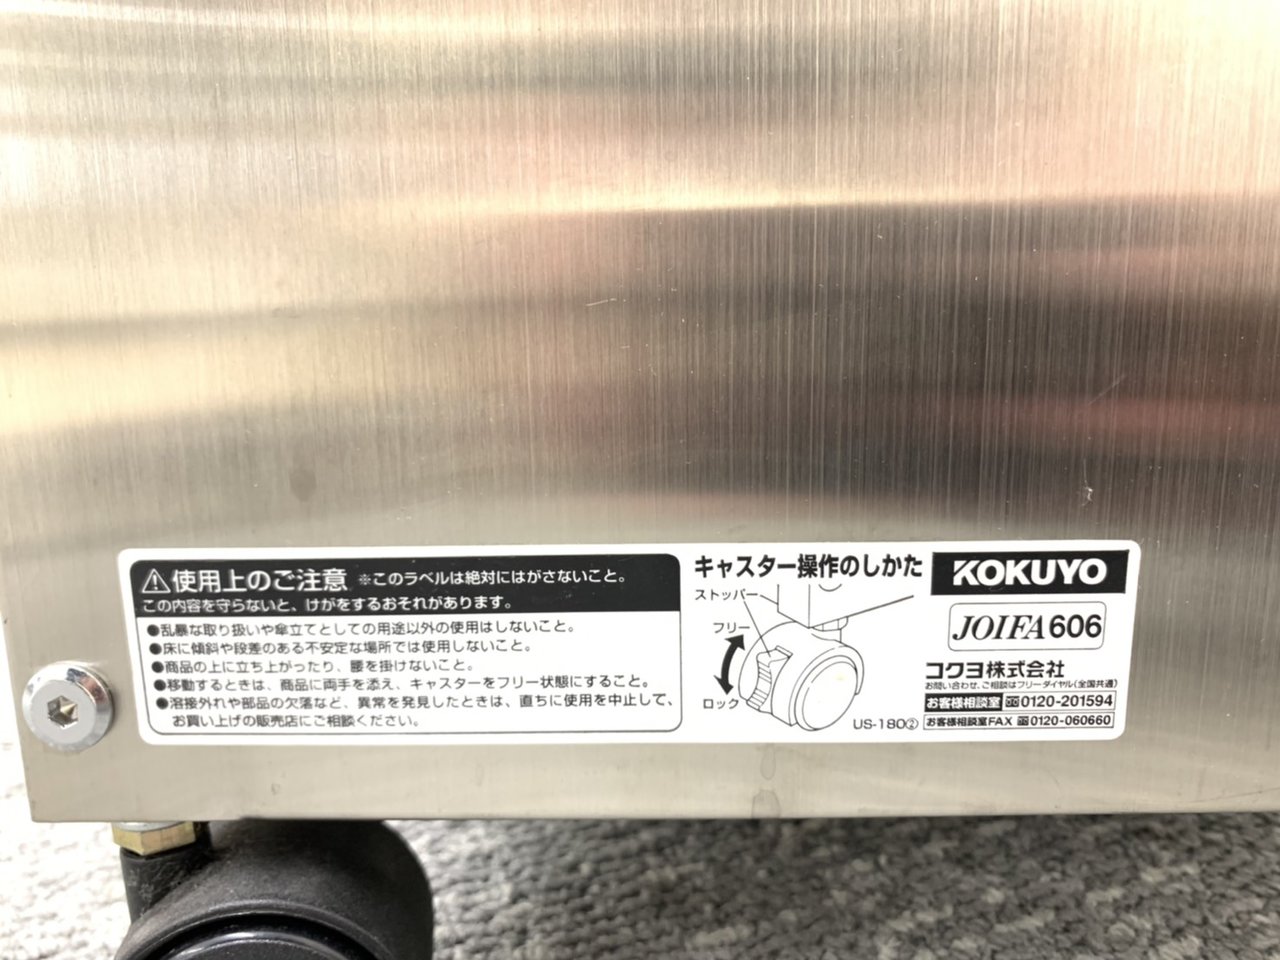 ⚠使用上のご注意 ※このラベルは絶対にはがさないこと。
この内容を守らないと、けがをするおそれがあります。
●乱暴な取り扱いや傘立てとしての用途以外の使用はしないこと。
●床に傾斜や段差のある不安定な場所では使用しないこと。
●商品の上に立ち上がったり、腰を掛けないこと。
●移動するときは、商品に両手を添え、キャスターをフリー状態にすること。
●溶接外れや部品の欠落など、異常を発見したときは、直ちに使用を中止して、
お買い上げの販売店にご相談ください。
キャスター操作のしかた
ストッパー
フリー
ロック
US-180②
KOKUYO
JOIFA606
コクヨ株式会社
お問い合わせ、ご相談はフリーダイヤル(全国共通)
お客様相談室 0120-201594
お客様相談室FAX 0120-060660